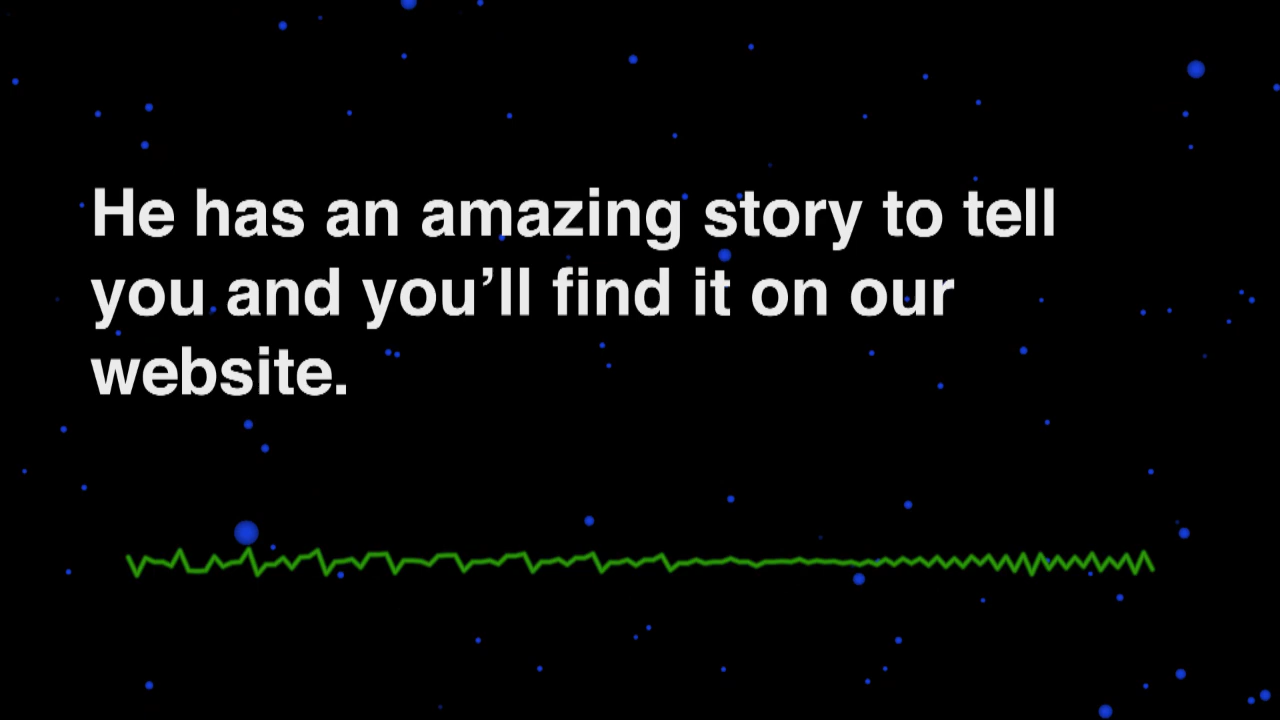 He has an amazing story to tell
you and you’ll find it on our
website.